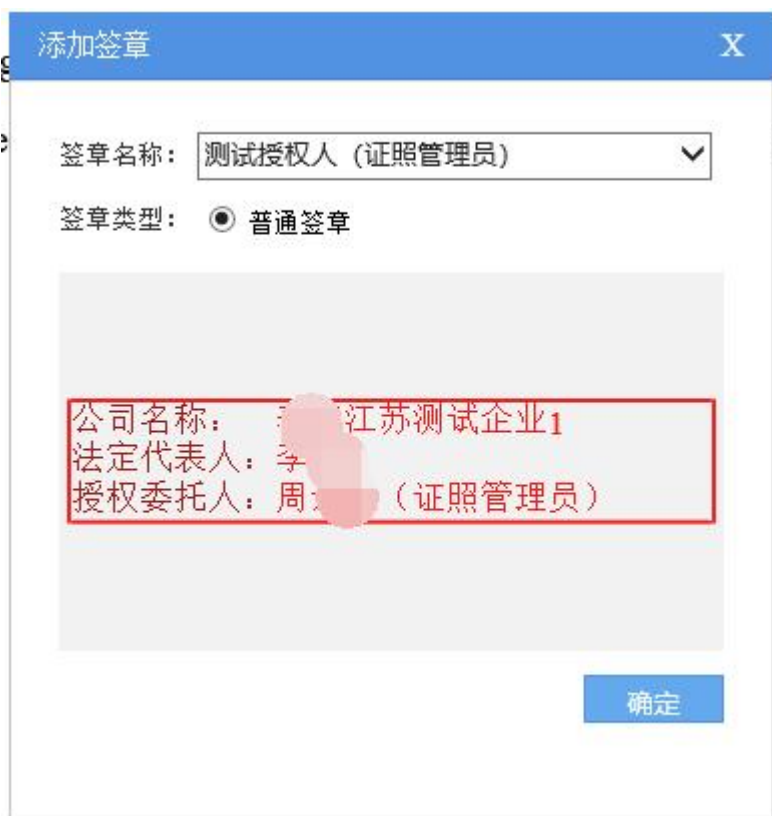 添加签章 X
签章名称： 测试授权人（证照管理员）
签章类型： 普通签章
公司名称： 江苏测试企业1
法定代表人：李
授权委托人：周 （证照管理员）
确定